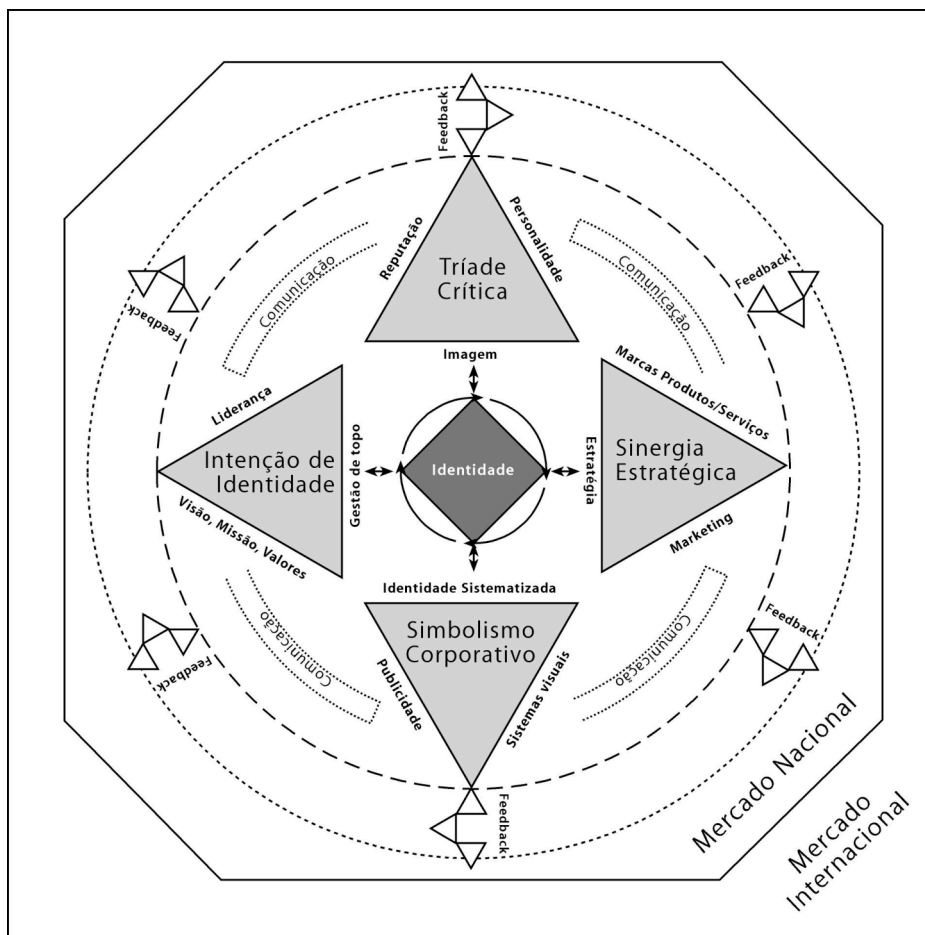 Feedback
Reputação
Personalidade
Tríade
Crítica
Imagem
Comunicação
Comunicação
Feedback
Feedback
Liderança
Intenção de
Identidade
Gestão de topo
Visão, Missão, Valores
Identidade
Marcas Produtos/Serviços
Sinergia
Estratégica
Estratégia
Marketing
Identidade Sistematizada
Simbolismo
Corporativo
Publicidade
Sistemas visuais
Comunicação
Comunicação
Feedback
Feedback
Feedback
Mercado Nacional
Mercado
Internacional